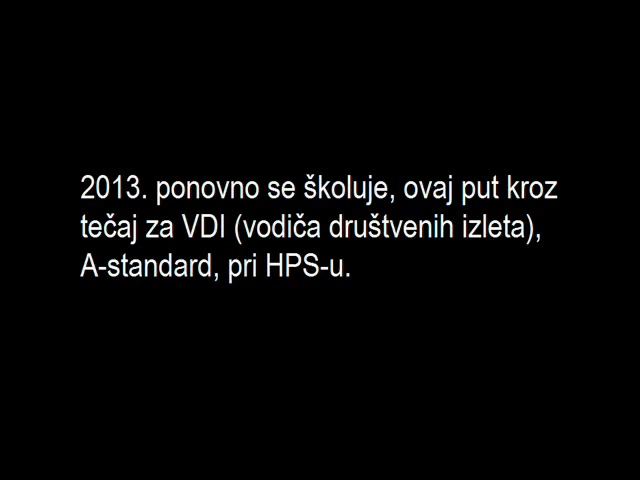 2013. ponovno se školuje, ovaj put kroz
tečaj za VDI (vodiča društvenih izleta),
A-standard, pri HPS-u.